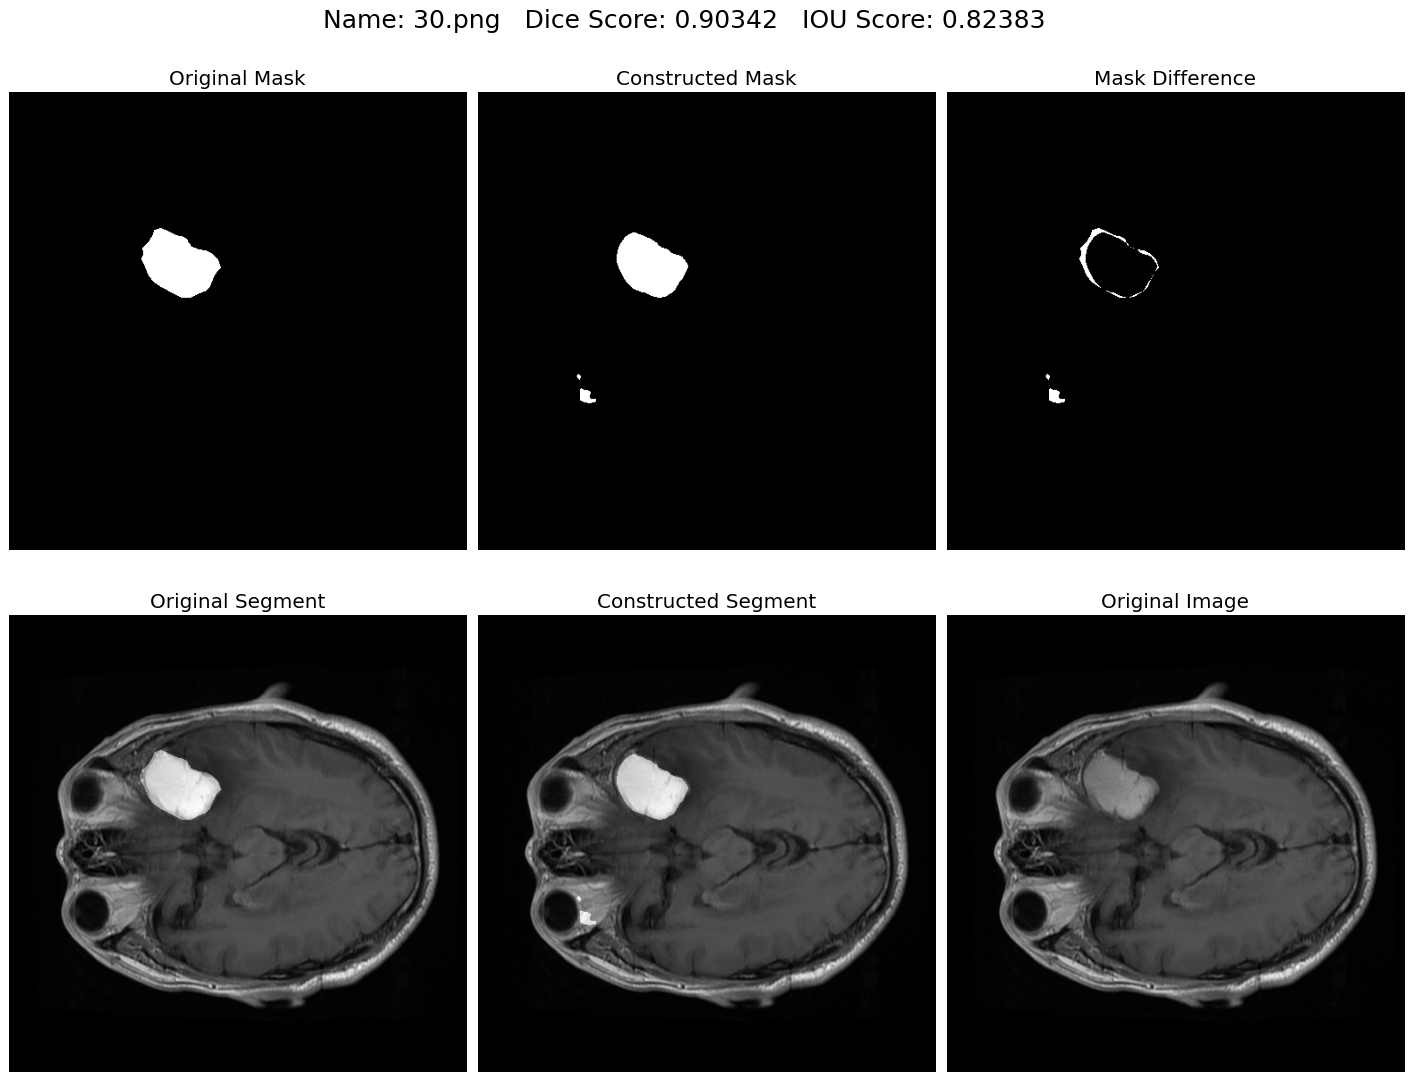 Name: 30.png   Dice Score: 0.90342   IOU Score: 0.82383
Original Mask
Constructed Mask
Mask Difference
Original Segment
Constructed Segment
Original Image